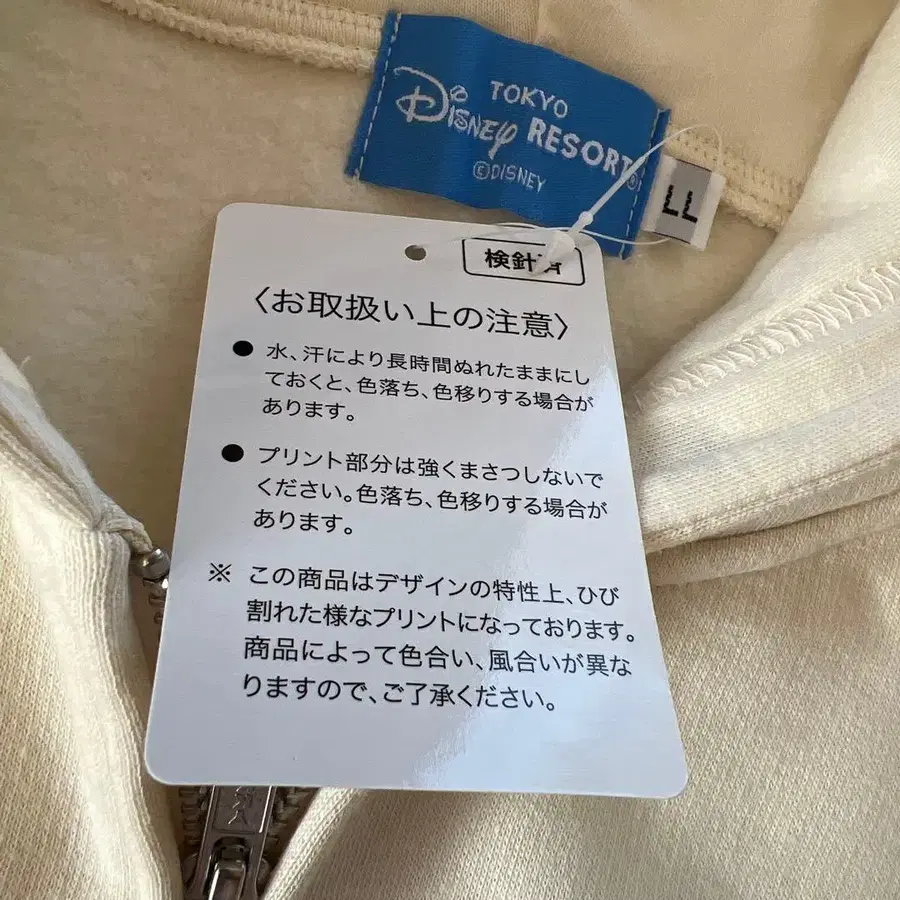 TOKYO
Disney RESORT®
©DISNEY
LL
検針済
〈お取扱い上の注意〉
● 水、汗により長時間ぬれたままにし
ておくと、色落ち、色移りする場合が
あります。
● プリント部分は強くまさつしないで
ください。色落ち、色移りする場合が
あります。
※ この商品はデザインの特性上、ひび
割れた様なプリントになっております。
商品によって色合い、風合いが異な
りますので、ご了承ください。
YKK